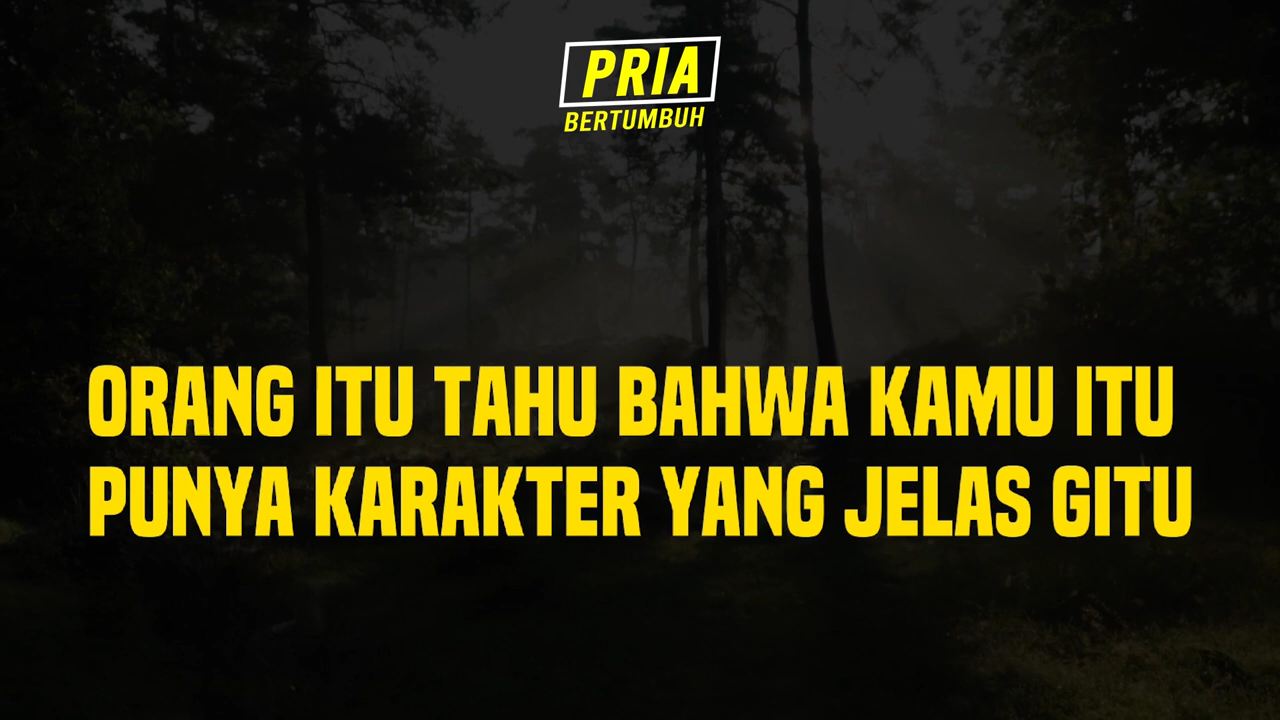 PRIA
BERTUMBUH
ORANG ITU TAHU BAHWA KAMU ITU
PUNYA KARAKTER YANG JELAS GITU